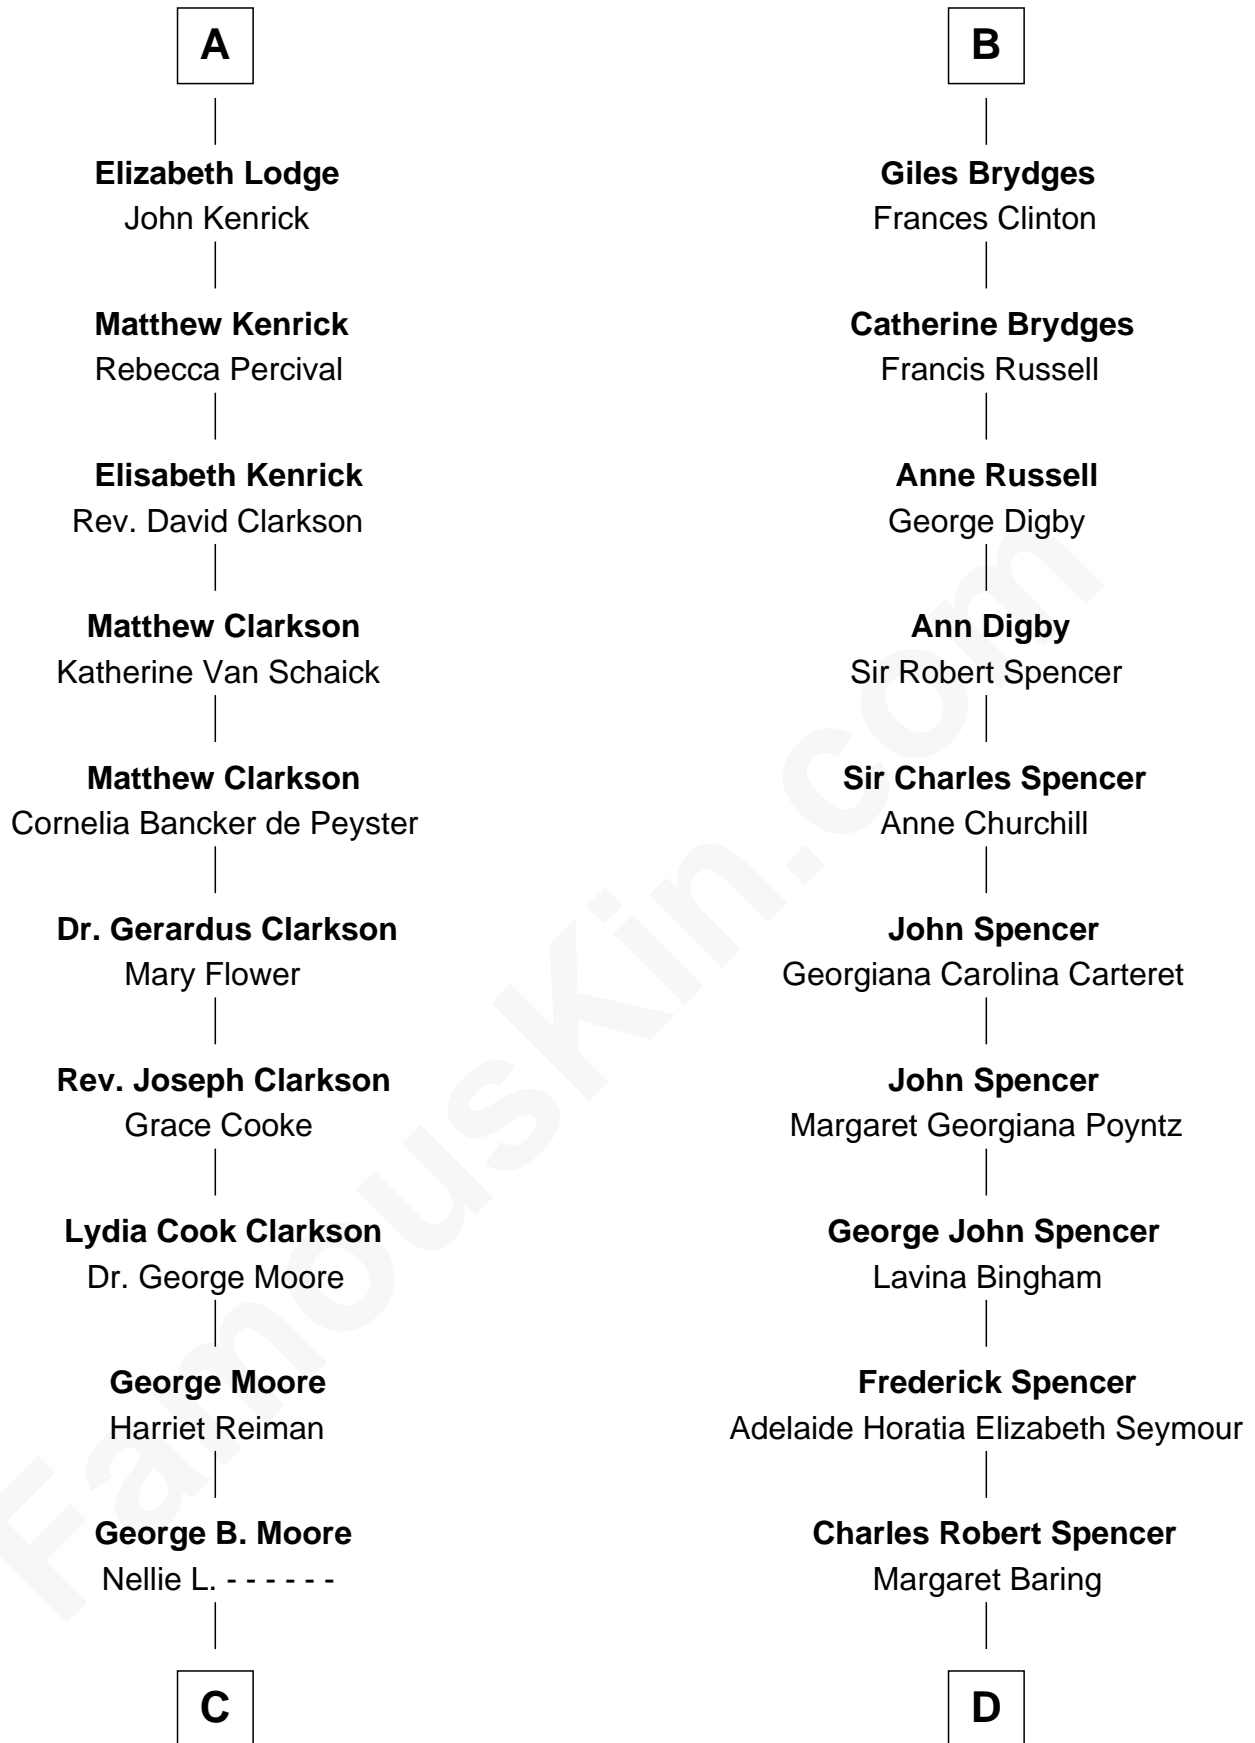 A
Elizabeth Lodge
John Kenrick
Matthew Kenrick
Rebecca Percival
Elisabeth Kenrick
Rev. David Clarkson
Matthew Clarkson
Katherine Van Schaick
Matthew Clarkson
Cornelia Bancker de Peyster
Dr. Gerardus Clarkson
Mary Flower
Rev. Joseph Clarkson
Grace Cooke
Lydia Cook Clarkson
Dr. George Moore
George Moore
Harriet Reiman
George B. Moore
Nellie L. - - - - - -
C
B
Giles Brydges
Frances Clinton
Catherine Brydges
Francis Russell
Anne Russell
George Digby
Ann Digby
Sir Robert Spencer
Sir Charles Spencer
Anne Churchill
John Spencer
Georgiana Carolina Carteret
John Spencer
Margaret Georgiana Poyntz
George John Spencer
Lavina Bingham
Frederick Spencer
Adelaide Horatia Elizabeth Seymour
Charles Robert Spencer
Margaret Baring
D
FamousKin.com